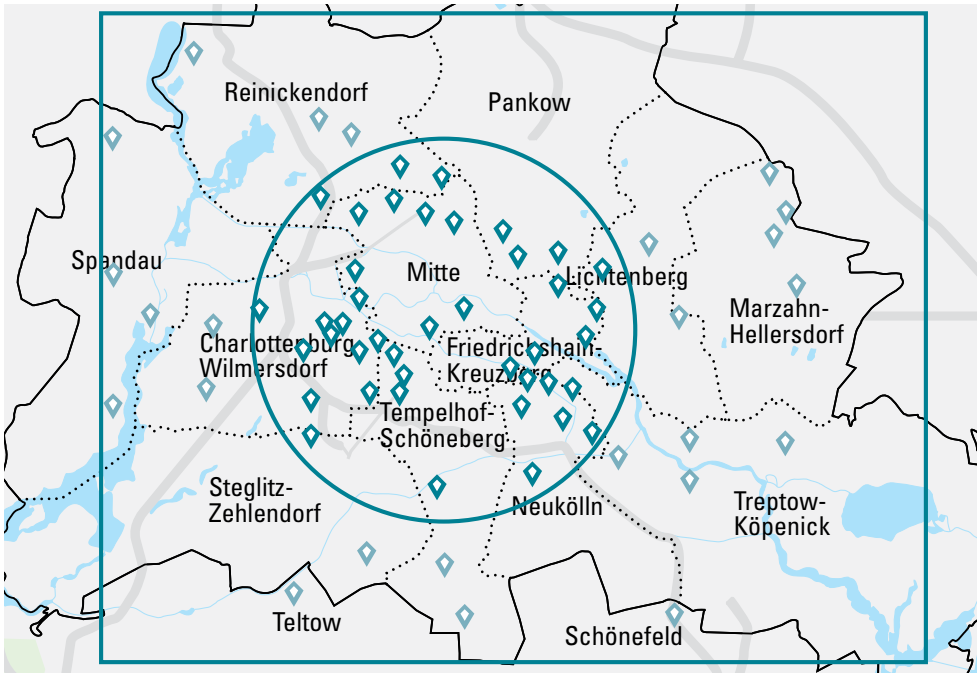 Reinickendorf
Pankow
Spandau
Mitte
Lichtenberg
Marzahn-
Hellersdorf
Charlottenburg
Wilmersdorf
Friedrichshain-
Kreuzberg
Tempelhof-
Schöneberg
Steglitz-
Zehlendorf
Neukölln
Treptow-
Köpenick
Teltow
Schönefeld